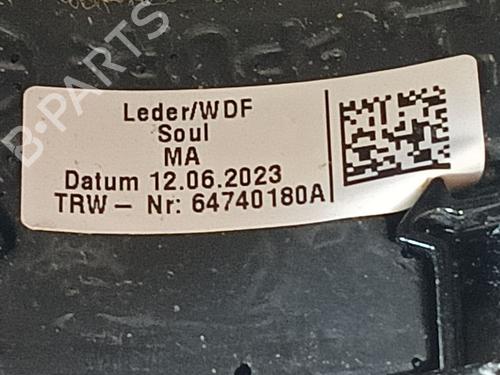 B-PARTS
Leder/WDF
Soul
MA
Datum 12.06.2023
TRW- Nr: 64740180A